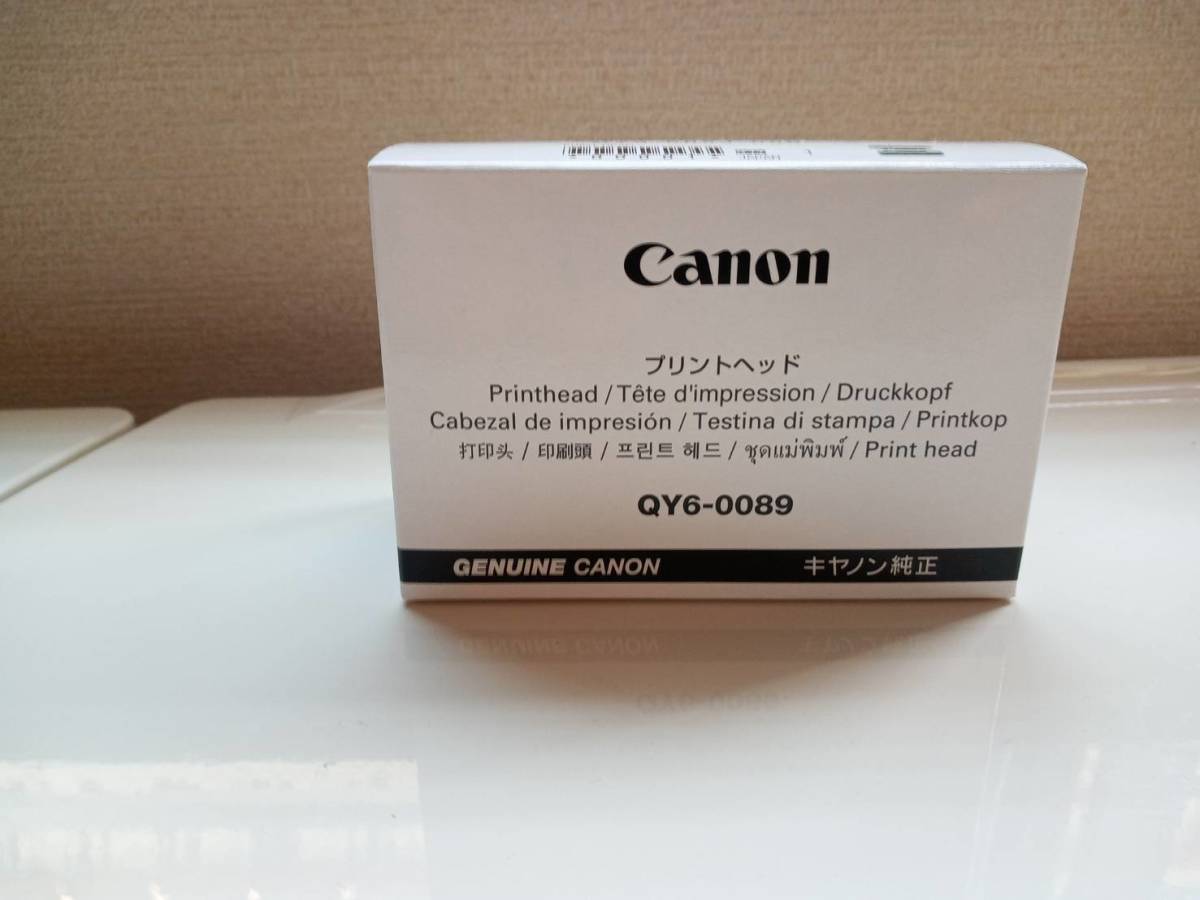 Canon
プリントヘッド
Printhead / Tête d'impression / Druckkopf
Cabezal de impresión / Testina di stampa / Printkop
打印头 / 印刷頭 / 프린트 헤드 / ชุดแม่พิมพ์ / Print head
QY6-0089
GENUINE CANON キヤノン純正